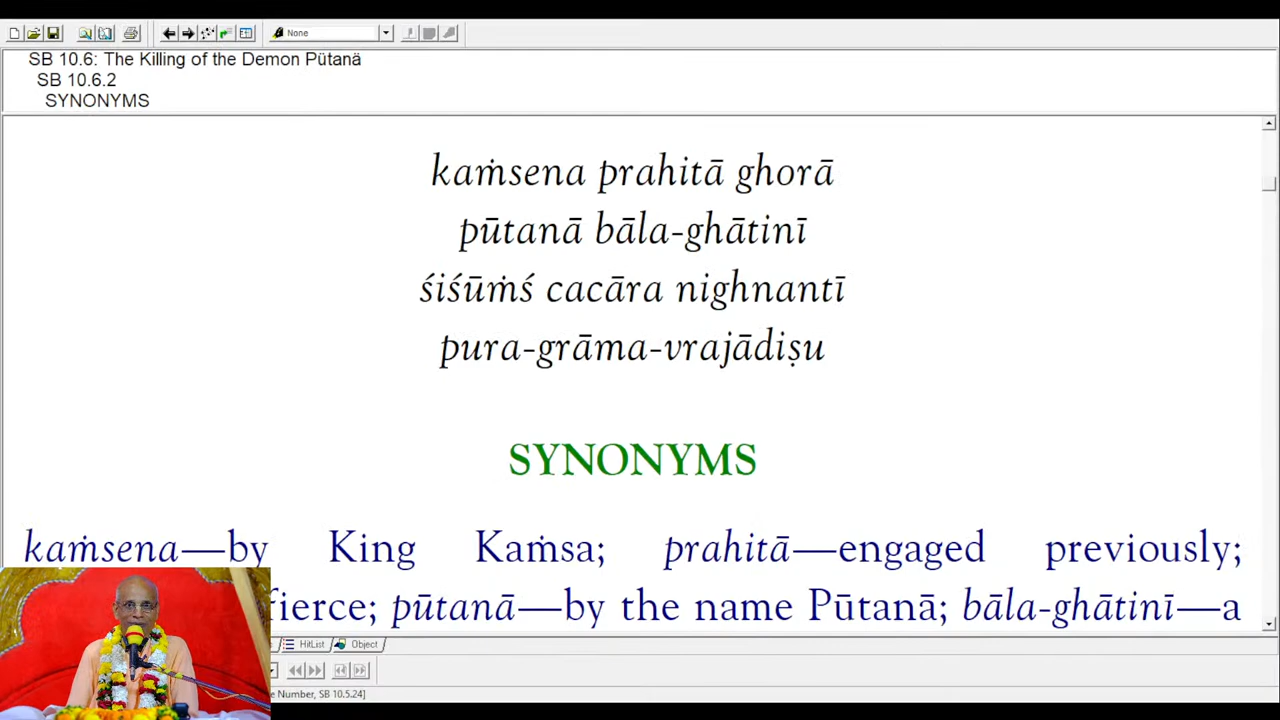 None
SB 10.6: The Killing of the Demon Pūtanä
SB 10.6.2
SYNONYMS
kaṁsena prahitā ghorā
pūtanā bāla-ghātinī
śiśūṁś cacāra nighnantī
pura-grāma-vrajādiṣu
SYNONYMS
kaṁsena—by King Kaṁsa; prahitā—engaged previously;
fierce; pūtanā—by the name Pūtanā; bāla-ghātinī—a
HitList Object
Number, SB 10.5.24]